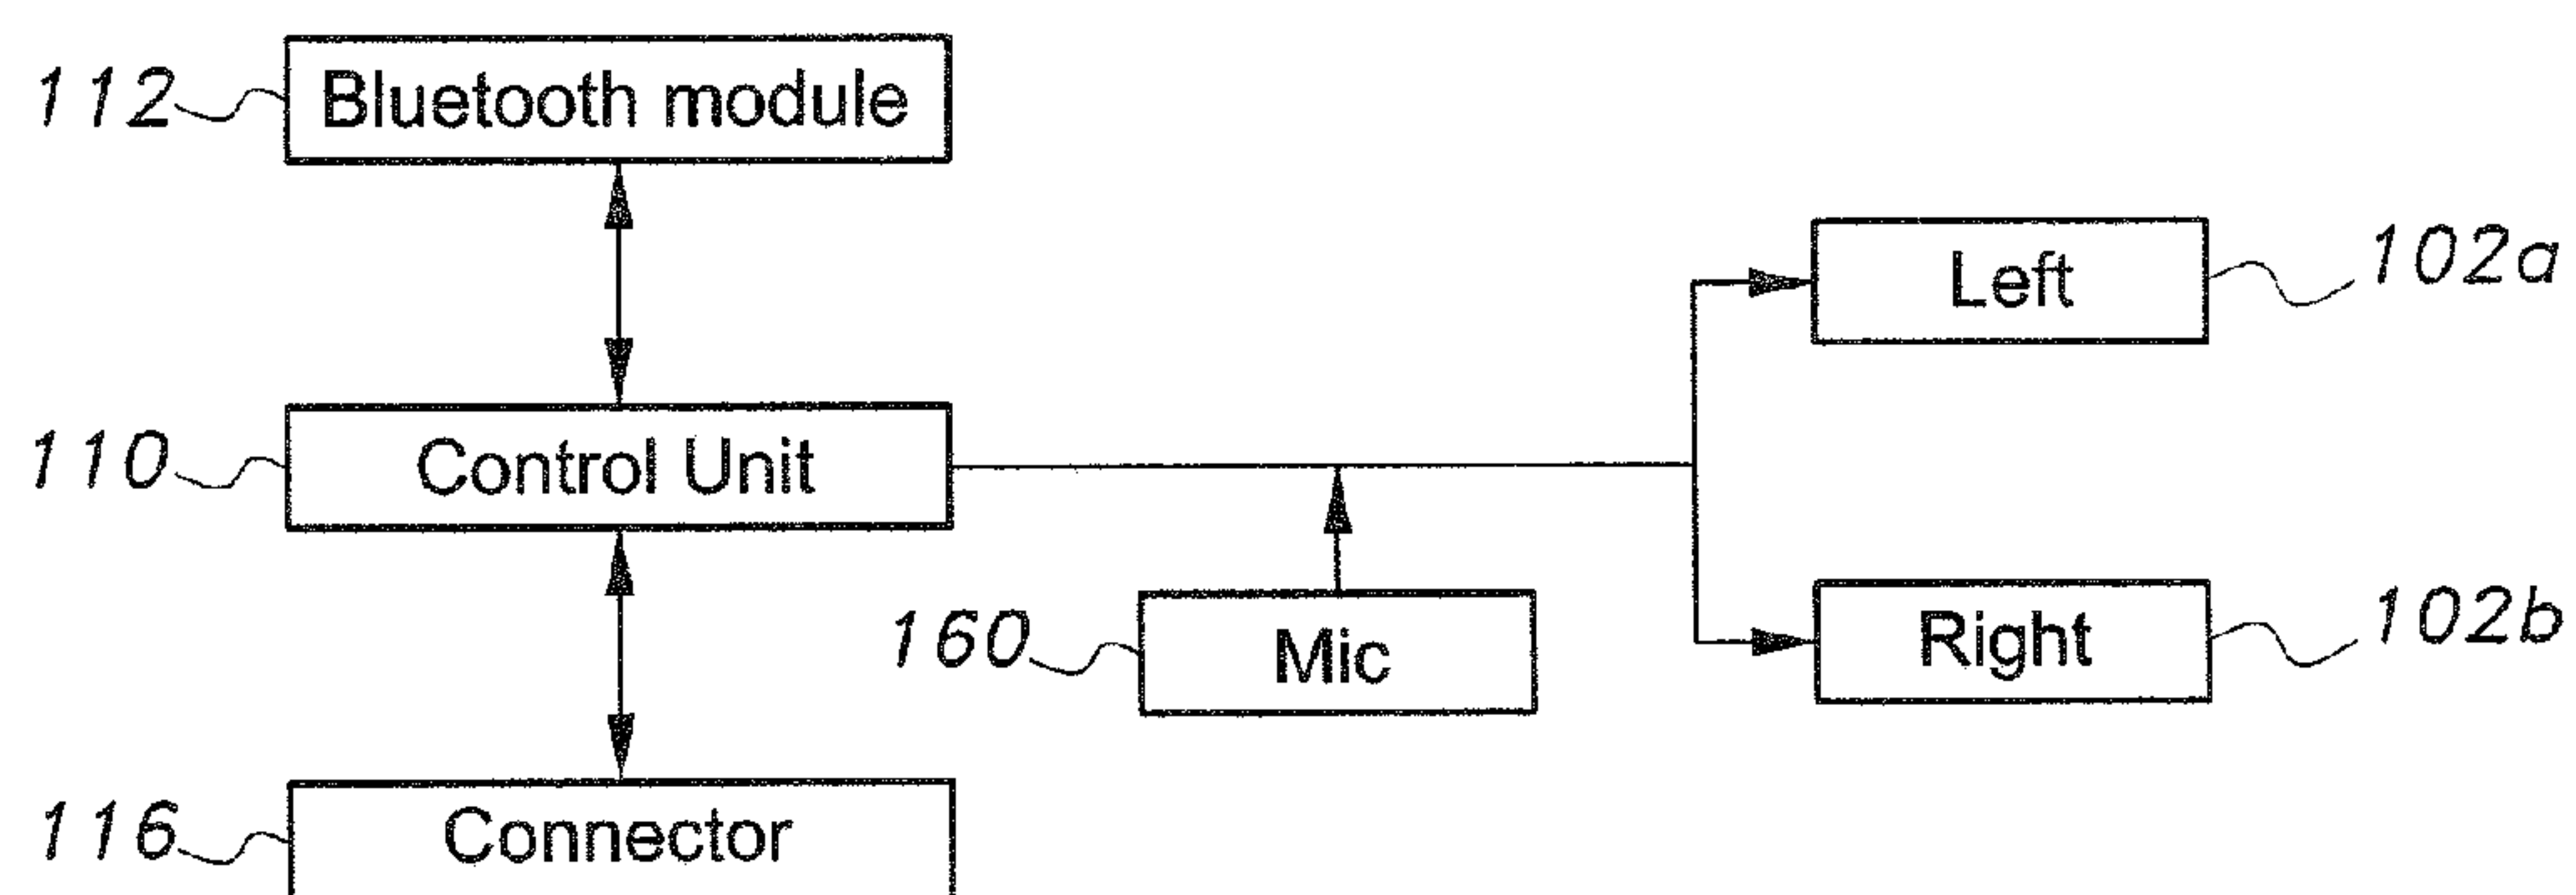 112 Bluetooth module
Left 102a
110 Control Unit
160 Mic
Right 102b
116 Connector